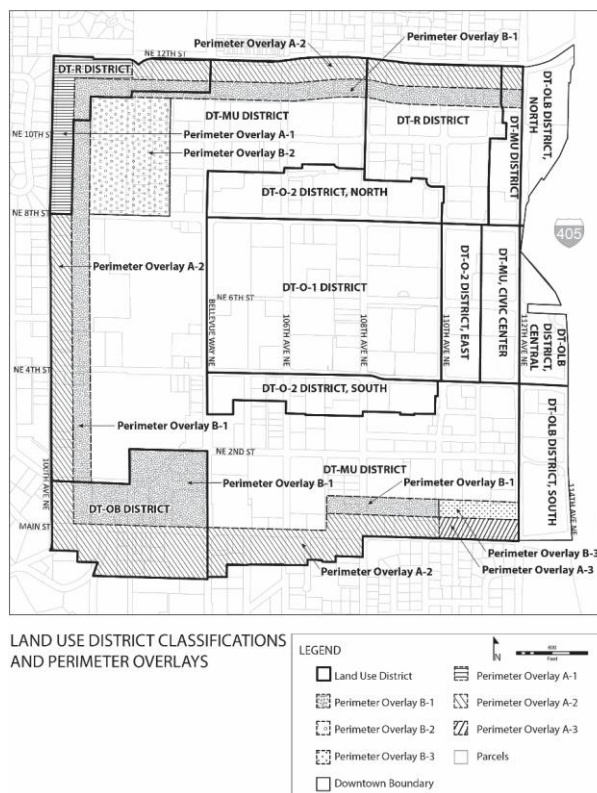 NE 12TH ST
Perimeter Overlay A-2
Perimeter Overlay B-1
DT-R DISTRICT
DT-OLB DISTRICT,
NORTH
DT-MU DISTRICT
DT-R DISTRICT
DT-MU DISTRICT
NE 10TH ST
Perimeter Overlay A-1
Perimeter Overlay B-2
DT-O-2 DISTRICT, NORTH
NE 8TH ST
405
Perimeter Overlay A-2
DT-O-1 DISTRICT
DT-O-2 DISTRICT, EAST
DT-MU, CIVIC CENTER
NE 6TH ST
BELLEVUE WAY NE
106TH AVE NE
108TH AVE NE
110TH AVE NE
112TH AVE NE
DT-OLB
DISTRICT,
CENTRAL
NE 4TH ST
DT-O-2 DISTRICT, SOUTH
Perimeter Overlay B-1
NE 2ND ST
DT-MU DISTRICT
DT-OLB DISTRICT, SOUTH
100TH AVE NE
Perimeter Overlay B-1
Perimeter Overlay B-1
114TH AVE NE
DT-OB DISTRICT
MAIN ST
Perimeter Overlay B-3
Perimeter Overlay A-2
Perimeter Overlay A-3
LAND USE DISTRICT CLASSIFICATIONS
AND PERIMETER OVERLAYS
LEGEND
N
Feet
Land Use District
Perimeter Overlay A-1
Perimeter Overlay B-1
Perimeter Overlay A-2
Perimeter Overlay B-2
Perimeter Overlay A-3
Perimeter Overlay B-3
Parcels
Downtown Boundary